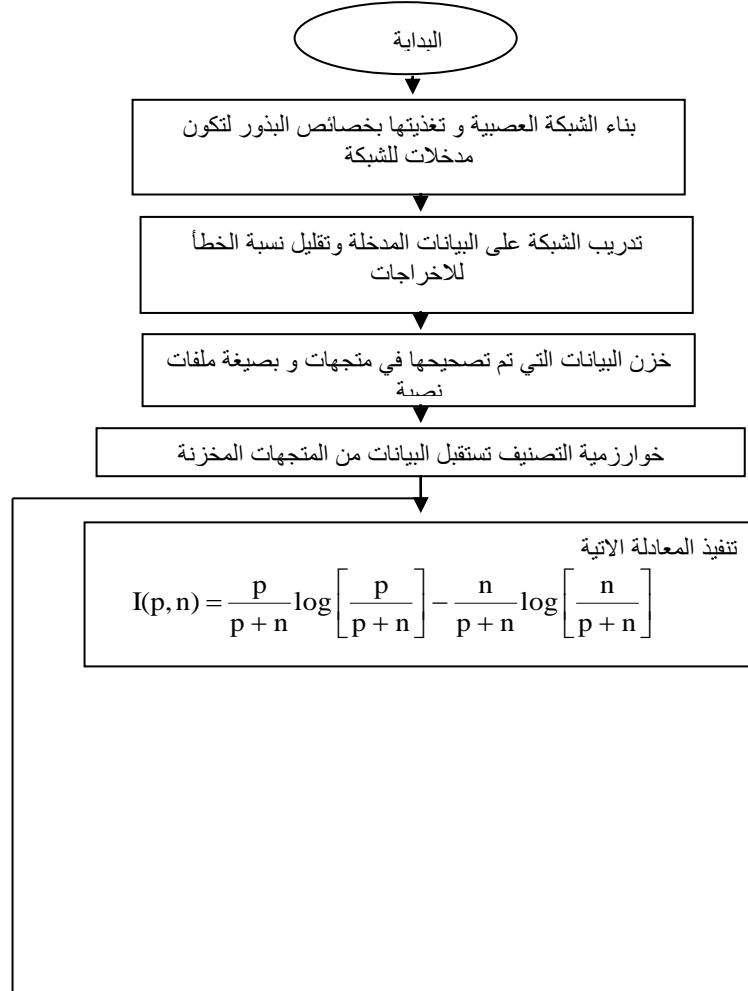 البداية
بناء الشبكة العصبية و تغذيتها بخصائص البذور لتكون
مدخلات للشبكة
تدريب الشبكة على البيانات المدخلة وتقليل نسبة الخطأ
للاخراجات
خزن البيانات التي تم تصحيحها في متجهات و بصيغة ملفات
نصية
خوارزمية التصنيف تستقبل البيانات من المتجهات المخزنة
تنفيذ المعادلة الاتية
I(p, n) = p/(p + n) log[p/(p + n)] − n/(p + n) log[n/(p + n)]